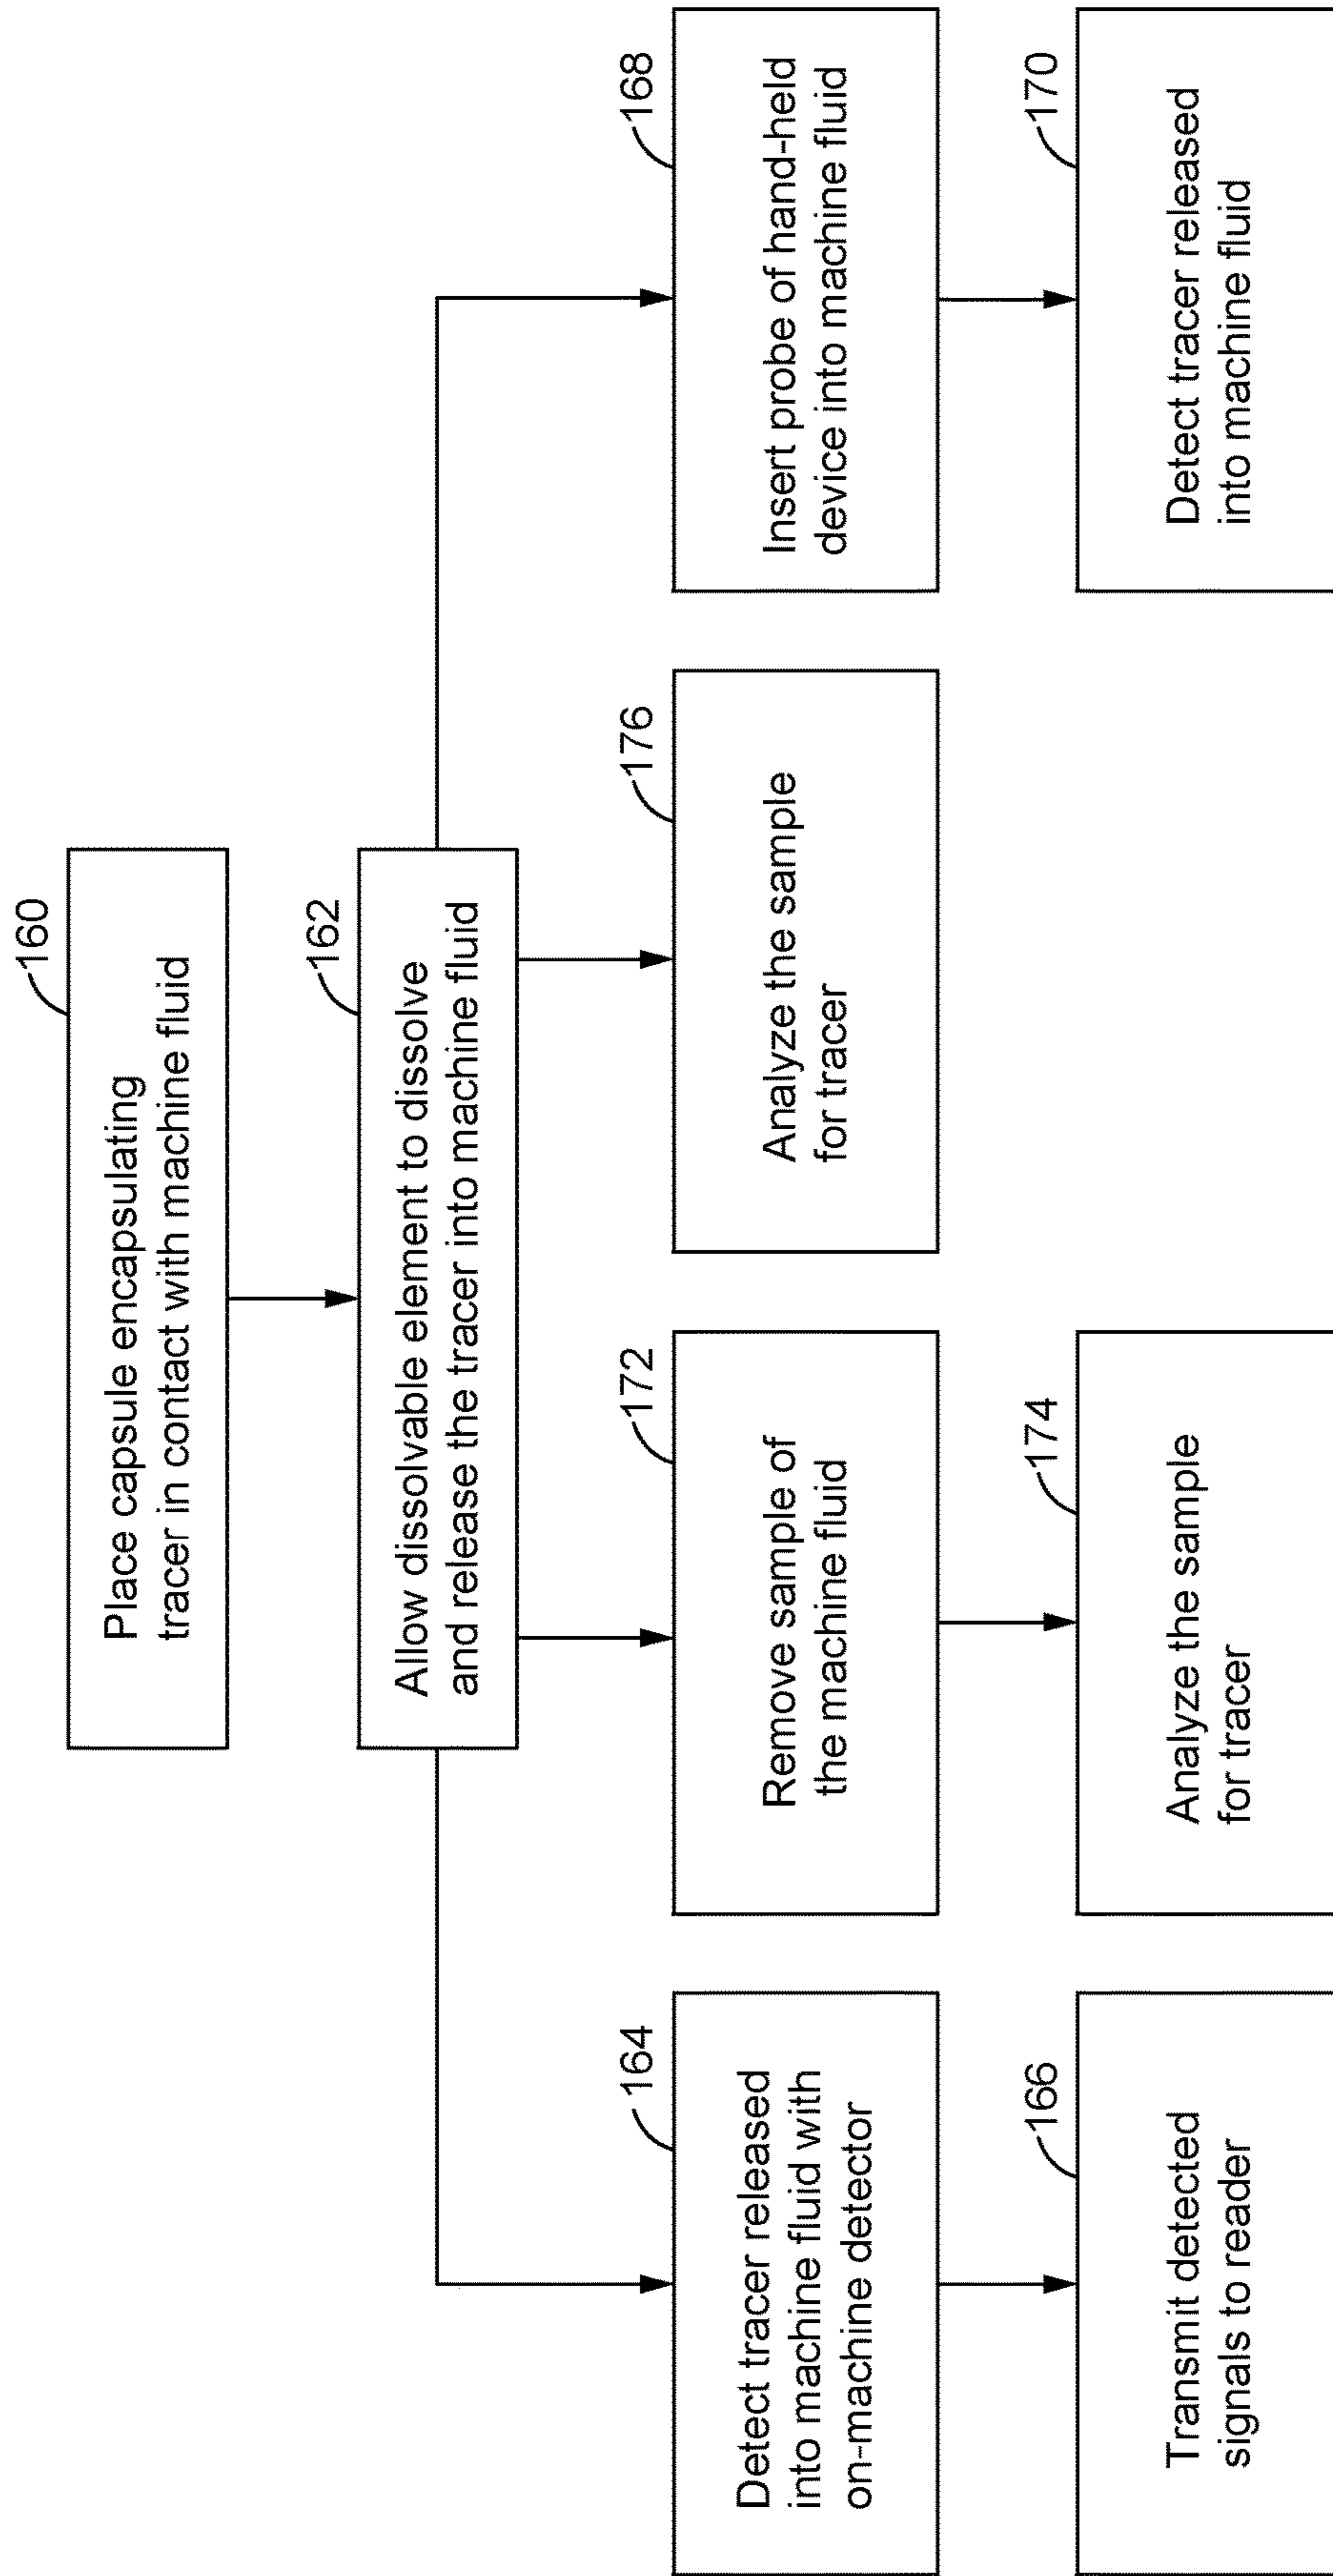 160
Place capsule encapsulating
tracer in contact with machine fluid
162
Allow dissolvable element to dissolve
and release the tracer into machine fluid
164
Detect tracer released
into machine fluid with
on-machine detector
166
Transmit detected
signals to reader
172
Remove sample of
the machine fluid
174
Analyze the sample
for tracer
176
Analyze the sample
for tracer
168
Insert probe of hand-held
device into machine fluid
170
Detect tracer released
into machine fluid